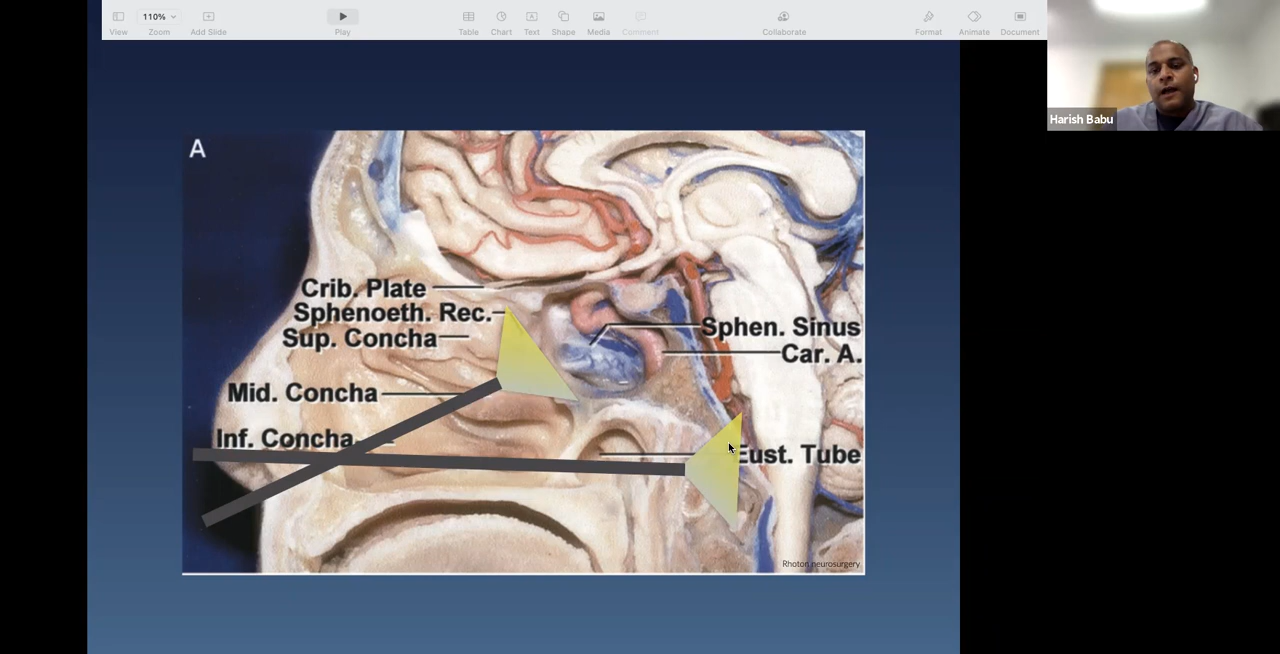 110%
View
Zoom
Add Slide
Play
Table
Chart
Text
Shape
Media
Comment
Collaborate
Format
Animate
Document
Harish Babu
A
Crib. Plate
Sphenoeth. Rec.
Sup. Concha
Sphen. Sinus
Car. A.
Mid. Concha
Inf. Concha
Eust. Tube
Rhoton neurosurgery